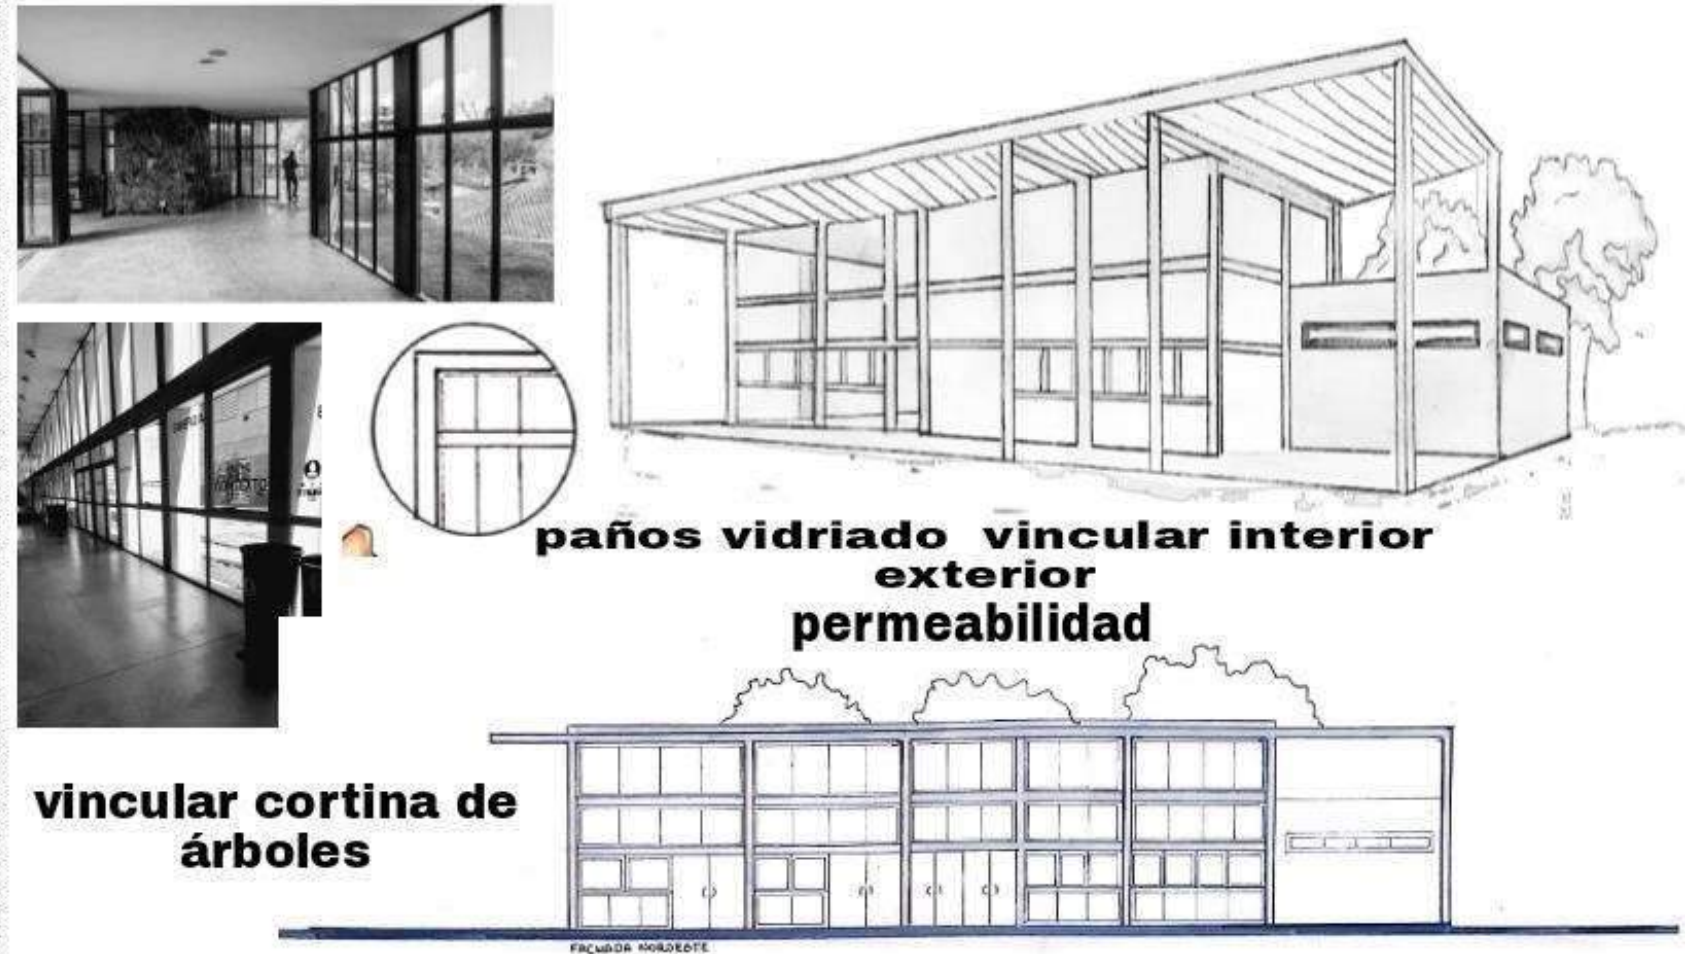 paños vidriado vincular interior
exterior
permeabilidad
vincular cortina de
árboles
FACHADA NORDESTE